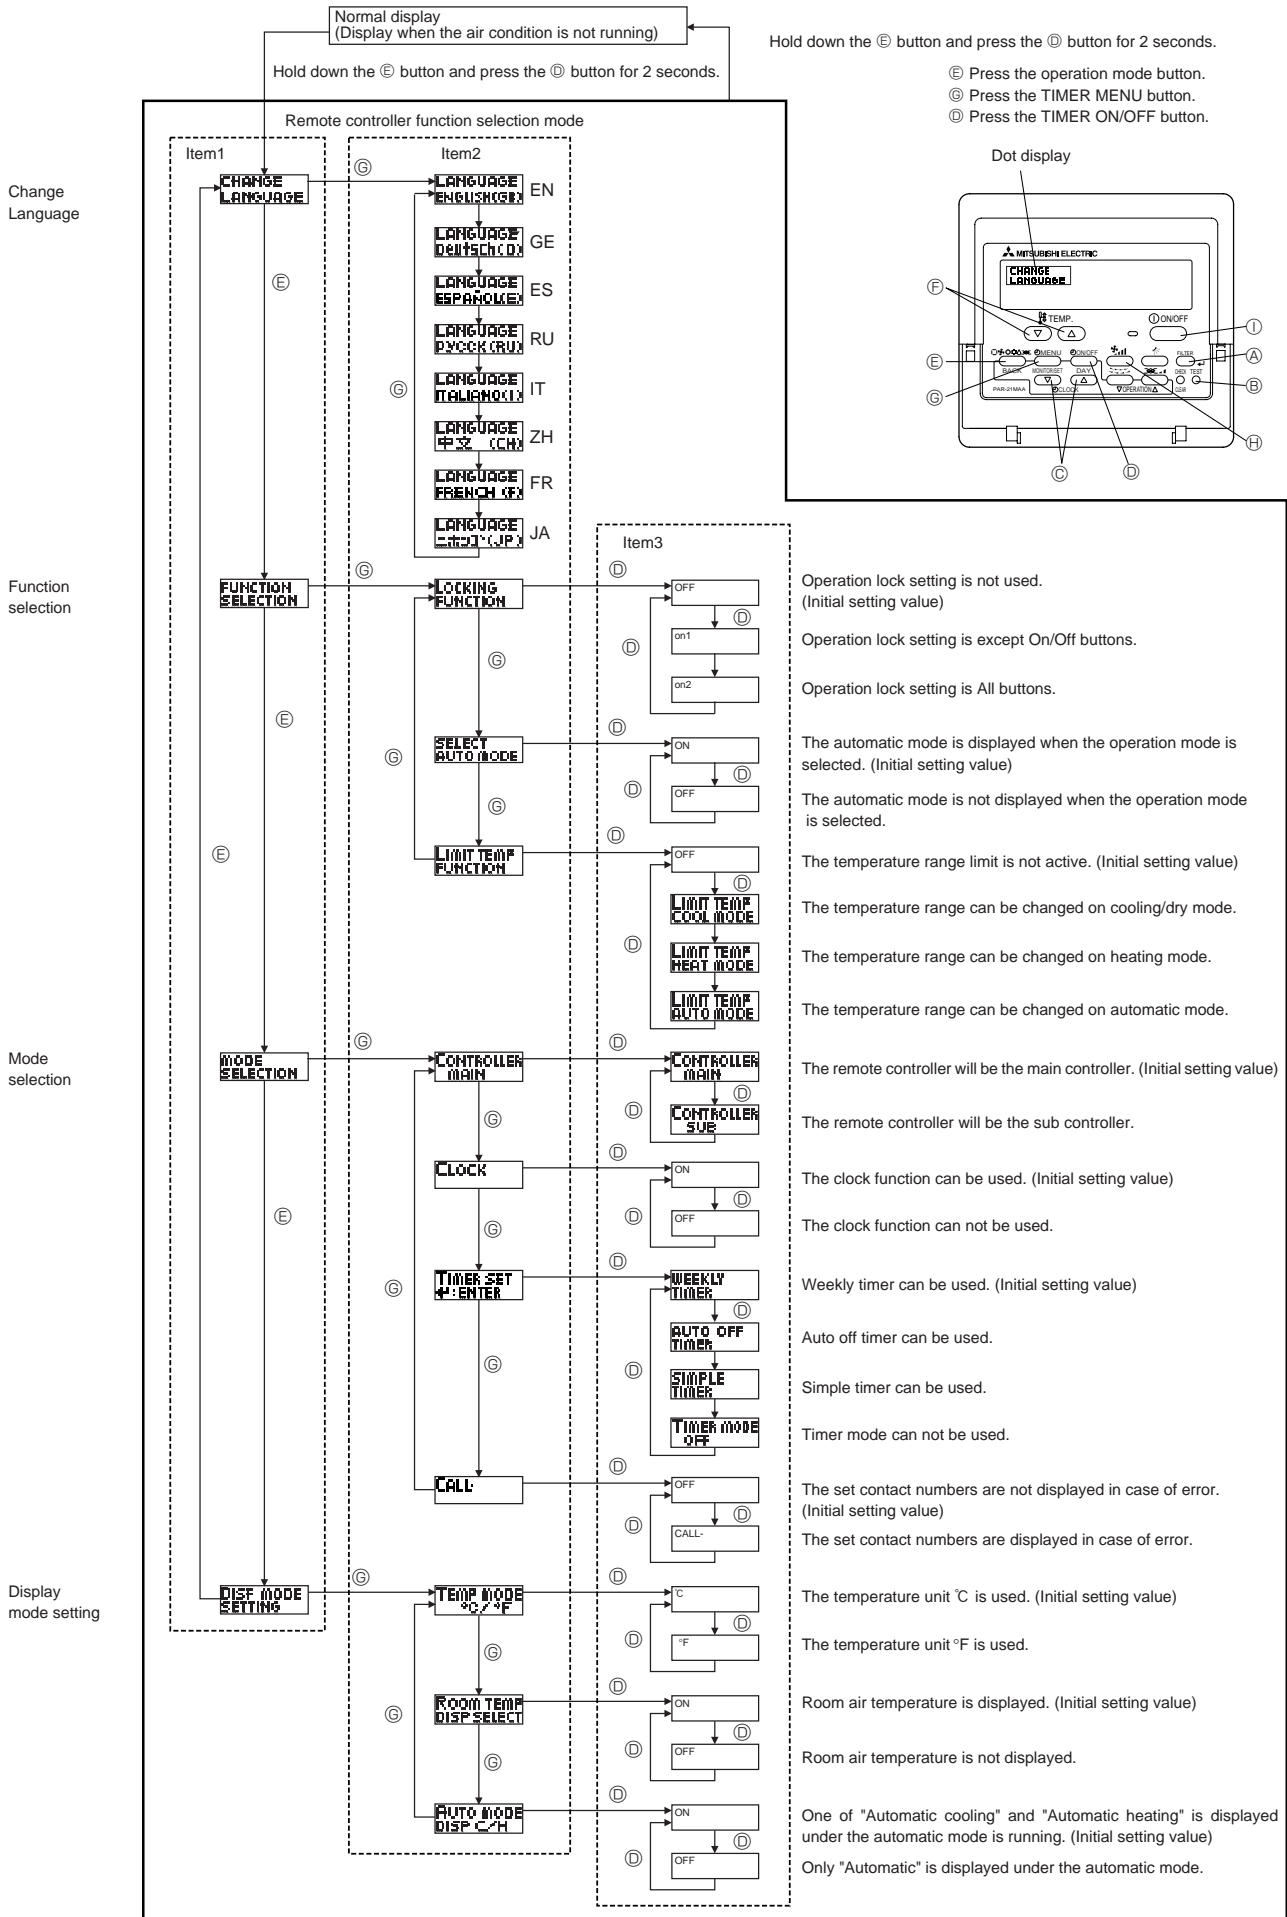 Normal display
(Display when the air condition is not running)
Hold down the Ⓔ button and press the Ⓓ button for 2 seconds.
Hold down the Ⓔ button and press the Ⓓ button for 2 seconds.
Ⓔ Press the operation mode button.
Ⓖ Press the TIMER MENU button.
Ⓓ Press the TIMER ON/OFF button.
Dot display
MITSUBISHI ELECTRIC
CHANGE
LANGUAGE
TEMP.
ON/OFF
MENU
ON/OFF
FILTER
BACK
MONITOR/SET
DAY
CHECK TEST
PAR-21MAA
CLOCK
▽OPERATION△
CLEAR
Ⓕ
Ⓔ
Ⓖ
Ⓘ
Ⓐ
Ⓑ
Ⓗ
Ⓒ
Ⓓ
Remote controller function selection mode
Item1
Item2
Change
Language
CHANGE
LANGUAGE
Ⓖ
Ⓔ
LANGUAGE
ENGLISH(GB)
EN
LANGUAGE
Deutsch(D)
GE
LANGUAGE
ESPAÑOL(E)
ES
LANGUAGE
РУССК(RU)
RU
LANGUAGE
ITALIANO(I)
IT
Ⓖ
LANGUAGE
中文 (CH)
ZH
LANGUAGE
FRENCH (F)
FR
LANGUAGE
ニホンゴ(JP)
JA
Item3
Function
selection
FUNCTION
SELECTION
Ⓖ
LOCKING
FUNCTION
Ⓓ
OFF
Operation lock setting is not used.
(Initial setting value)
Ⓓ
Ⓓ
on1
Operation lock setting is except On/Off buttons.
Ⓖ
on2
Operation lock setting is All buttons.
Ⓔ
Ⓖ
SELECT
AUTO MODE
Ⓓ
ON
The automatic mode is displayed when the operation mode is
selected. (Initial setting value)
Ⓓ
Ⓓ
OFF
The automatic mode is not displayed when the operation mode
is selected.
Ⓖ
Ⓔ
LIMIT TEMP
FUNCTION
Ⓓ
OFF
The temperature range limit is not active. (Initial setting value)
Ⓓ
LIMIT TEMP
COOL MODE
The temperature range can be changed on cooling/dry mode.
Ⓓ
LIMIT TEMP
HEAT MODE
The temperature range can be changed on heating mode.
LIMIT TEMP
AUTO MODE
The temperature range can be changed on automatic mode.
Mode
selection
MODE
SELECTION
Ⓖ
CONTROLLER
MAIN
Ⓓ
CONTROLLER
MAIN
The remote controller will be the main controller. (Initial setting value)
Ⓓ
Ⓓ
CONTROLLER
SUB
The remote controller will be the sub controller.
Ⓖ
CLOCK
Ⓓ
ON
The clock function can be used. (Initial setting value)
Ⓓ
Ⓓ
OFF
The clock function can not be used.
Ⓔ
Ⓖ
Ⓖ
TIMER SET
↵:ENTER
Ⓓ
WEEKLY
TIMER
Weekly timer can be used. (Initial setting value)
Ⓓ
AUTO OFF
TIMER
Auto off timer can be used.
Ⓓ
Ⓖ
SIMPLE
TIMER
Simple timer can be used.
TIMER MODE
OFF
Timer mode can not be used.
CALL-
Ⓓ
OFF
The set contact numbers are not displayed in case of error.
(Initial setting value)
Ⓓ
Ⓓ
CALL-
The set contact numbers are displayed in case of error.
Display
mode setting
DISP MODE
SETTING
Ⓖ
TEMP MODE
°C/°F
Ⓓ
℃
The temperature unit ℃ is used. (Initial setting value)
Ⓓ
Ⓓ
°F
The temperature unit °F is used.
Ⓖ
Ⓖ
ROOM TEMP
DISP SELECT
Ⓓ
ON
Room air temperature is displayed. (Initial setting value)
Ⓓ
Ⓓ
OFF
Room air temperature is not displayed.
Ⓖ
AUTO MODE
DISP C/H
Ⓓ
ON
One of "Automatic cooling" and "Automatic heating" is displayed
under the automatic mode is running. (Initial setting value)
Ⓓ
Ⓓ
OFF
Only "Automatic" is displayed under the automatic mode.